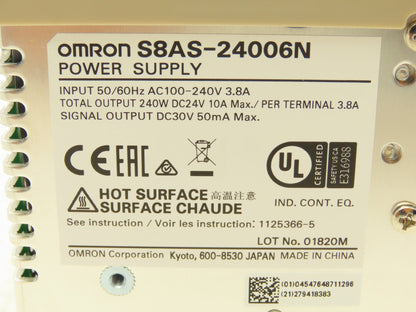 OMRON S8AS-24006N
POWER SUPPLY
INPUT 50/60Hz AC100-240V 3.8A
TOTAL OUTPUT 240W DC24V 10A Max./ PER TERMINAL 3.8A
SIGNAL OUTPUT DC30V 50mA Max.
CE EAC
UL CERTIFIED
SAFETY US CA
E316988
HOT SURFACE 高温注意
SURFACE CHAUDE
IND. CONT. EQ.
See instruction / Voir les instruction: 1125366-5
LOT No. 01820M
OMRON Corporation Kyoto, 600-8530 JAPAN MADE IN CHINA
(01)04547648711296
(21)279418383